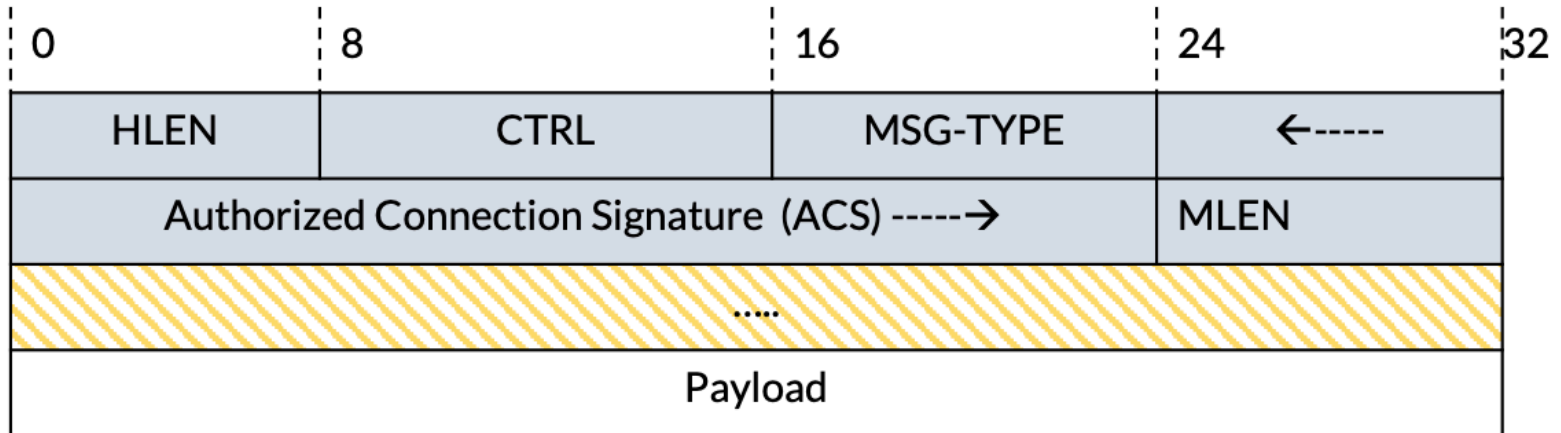 0 8 16 24 32
HLEN CTRL MSG-TYPE ←-----
Authorized Connection Signature (ACS) -----→ MLEN
.....
Payload